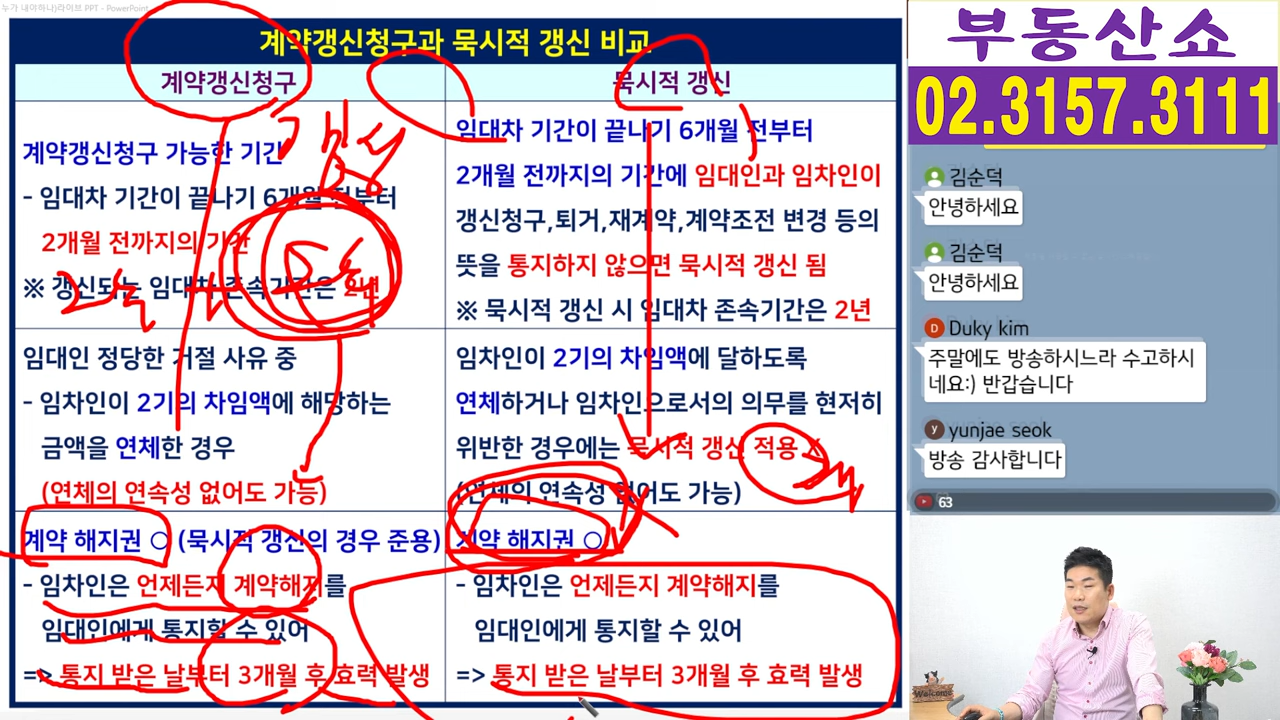 누가 내야하나)라이브 PPT - PowerPoint
계약갱신청구과 묵시적 갱신 비교
계약갱신청구
묵시적 갱신
계약갱신청구 가능한 기간
- 임대차 기간이 끝나기 6개월 전부터
2개월 전까지의 기간
※ 갱신되는 임대차 존속기간은 2년
임대차 기간이 끝나기 6개월 전부터
2개월 전까지의 기간에 임대인과 임차인이
갱신청구,퇴거,재계약,계약조전 변경 등의
뜻을 통지하지 않으면 묵시적 갱신 됨
※ 묵시적 갱신 시 임대차 존속기간은 2년
임대인 정당한 거절 사유 중
- 임차인이 2기의 차임액에 해당하는
금액을 연체한 경우
(연체의 연속성 없어도 가능)
임차인이 2기의 차임액에 달하도록
연체하거나 임차인으로서의 의무를 현저히
위반한 경우에는 묵시적 갱신 적용 X
(연체의 연속성 없어도 가능)
계약 해지권 ○ (묵시적 갱신의 경우 준용)
- 임차인은 언제든지 계약해지를
임대인에게 통지할 수 있어
=> 통지 받은 날부터 3개월 후 효력 발생
계약 해지권 ○
- 임차인은 언제든지 계약해지를
임대인에게 통지할 수 있어
=> 통지 받은 날부터 3개월 후 효력 발생
부동산쇼
02.3157.3111
김순덕
안녕하세요
김순덕
안녕하세요
D Duky kim
주말에도 방송하시느라 수고하시
네요:) 반갑습니다
y yunjae seok
방송 감사합니다
63
Welcome